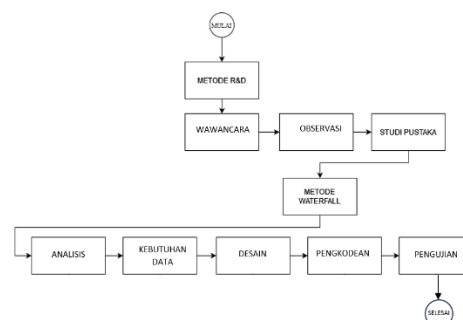 MULAI
METODE R&D
WAWANCARA
OBSERVASI
STUDI PUSTAKA
METODE
WATERFALL
ANALISIS
KEBUTUHAN
DATA
DESAIN
PENGKODEAN
PENGUJIAN
SELESAI